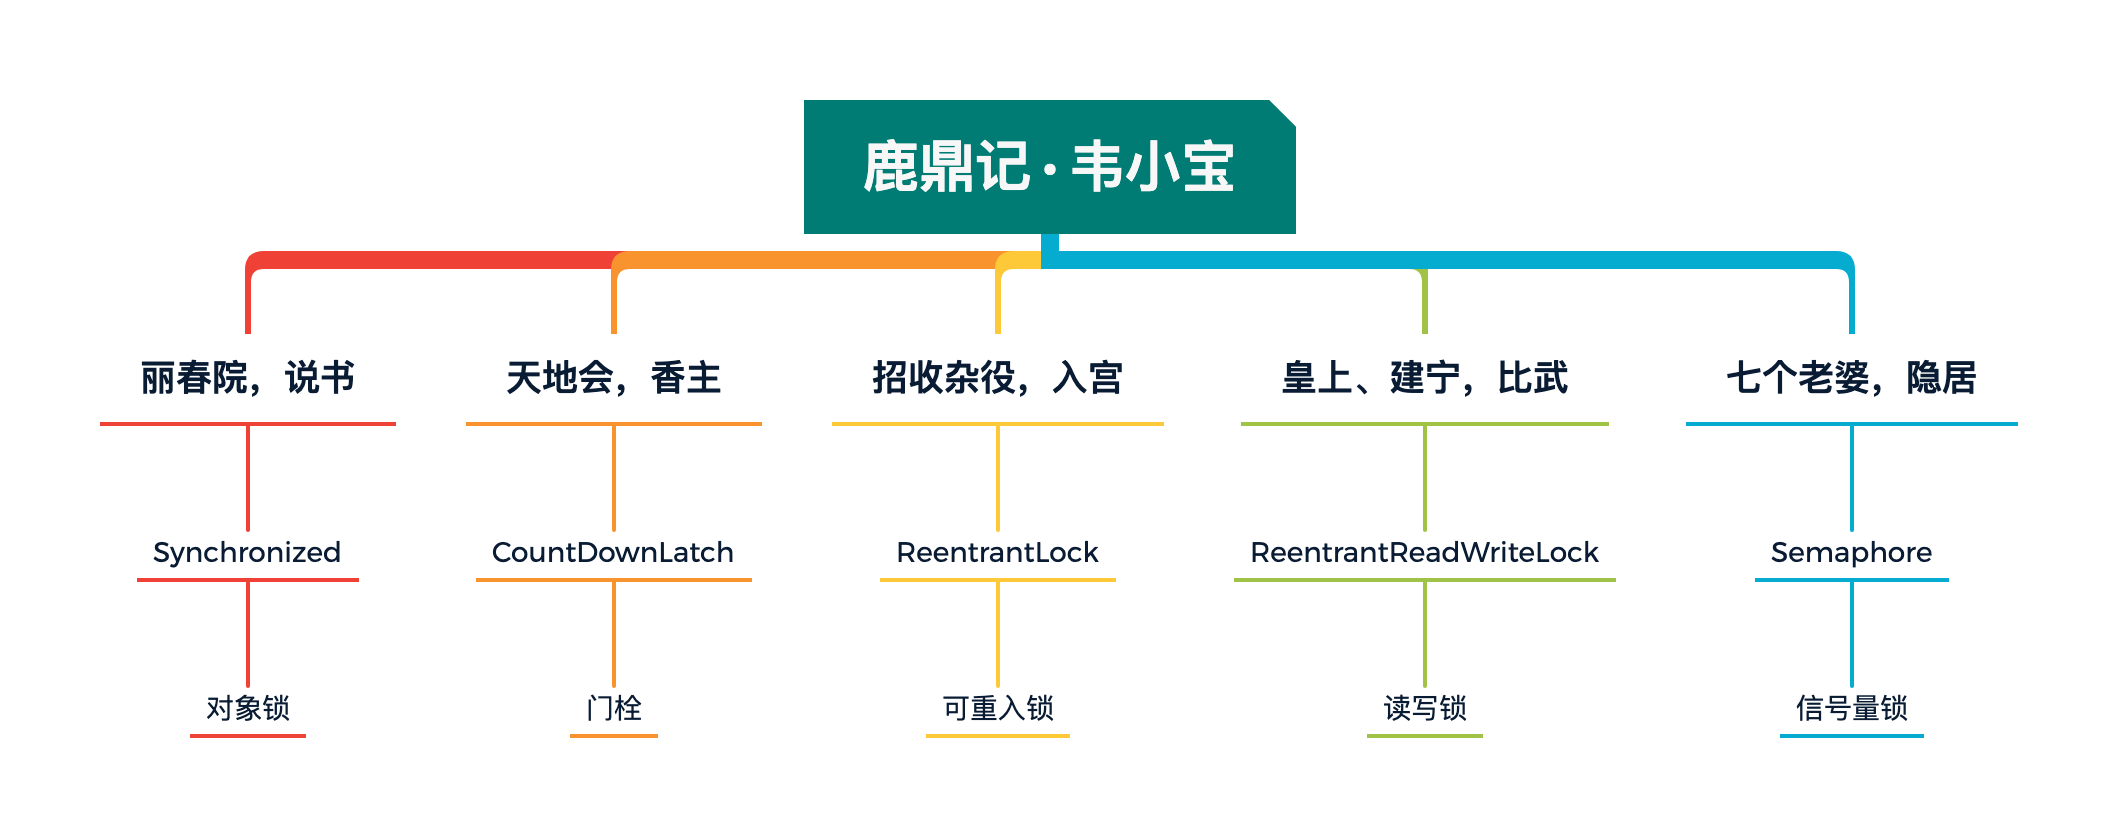 鹿鼎记·韦小宝
丽春院，说书
天地会，香主
招收杂役，入宫
皇上、建宁，比武
七个老婆，隐居
Synchronized
CountDownLatch
ReentrantLock
ReentrantReadWriteLock
Semaphore
对象锁
门栓
可重入锁
读写锁
信号量锁